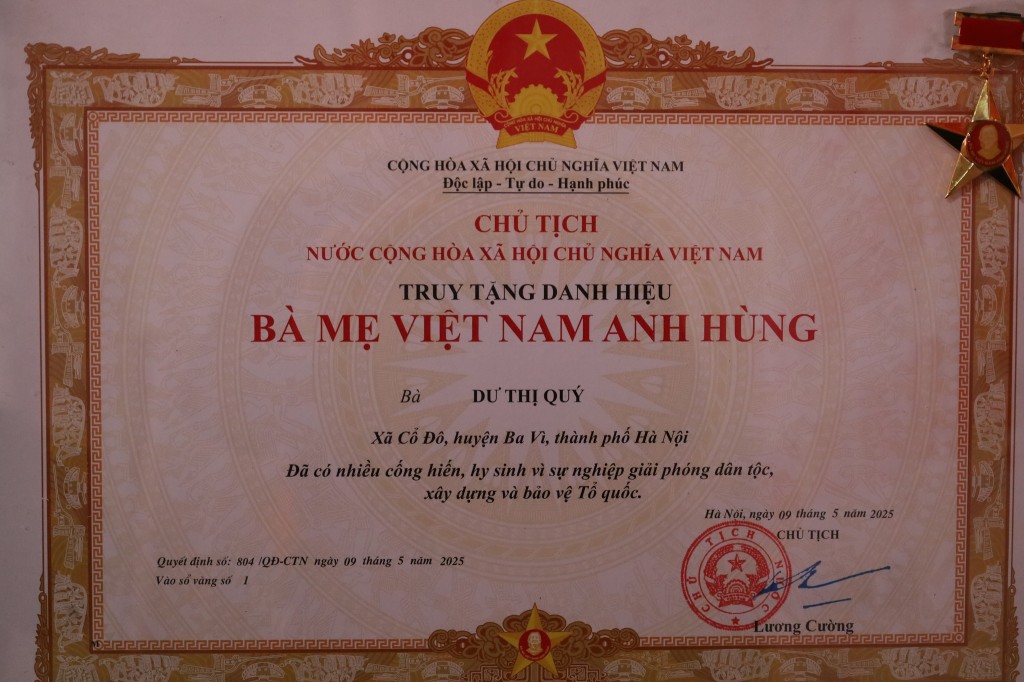 CỘNG HÒA XÃ HỘI CHỦ NGHĨA VIỆT NAM
Độc lập - Tự do - Hạnh phúc
CHỦ TỊCH
NƯỚC CỘNG HÒA XÃ HỘI CHỦ NGHĨA VIỆT NAM
TRUY TẶNG DANH HIỆU
BÀ MẸ VIỆT NAM ANH HÙNG
Bà DƯ THỊ QUÝ
Xã Cổ Đô, huyện Ba Vì, thành phố Hà Nội
Đã có nhiều cống hiến, hy sinh vì sự nghiệp giải phóng dân tộc,
xây dựng và bảo vệ Tổ quốc.
Hà Nội, ngày 09 tháng 5 năm 2025
CHỦ TỊCH
CHỦ TỊCH NƯỚC
Lương Cường
Quyết định số: 804 /QĐ-CTN ngày 09 tháng 5 năm 2025
Vào sổ vàng số 1